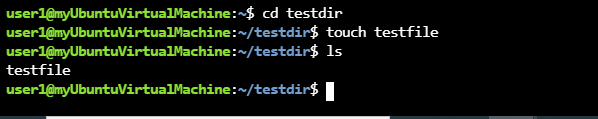 user1@myUbuntuVirtualMachine:~$ cd testdir
user1@myUbuntuVirtualMachine:~/testdir$ touch testfile
user1@myUbuntuVirtualMachine:~/testdir$ ls
testfile
user1@myUbuntuVirtualMachine:~/testdir$